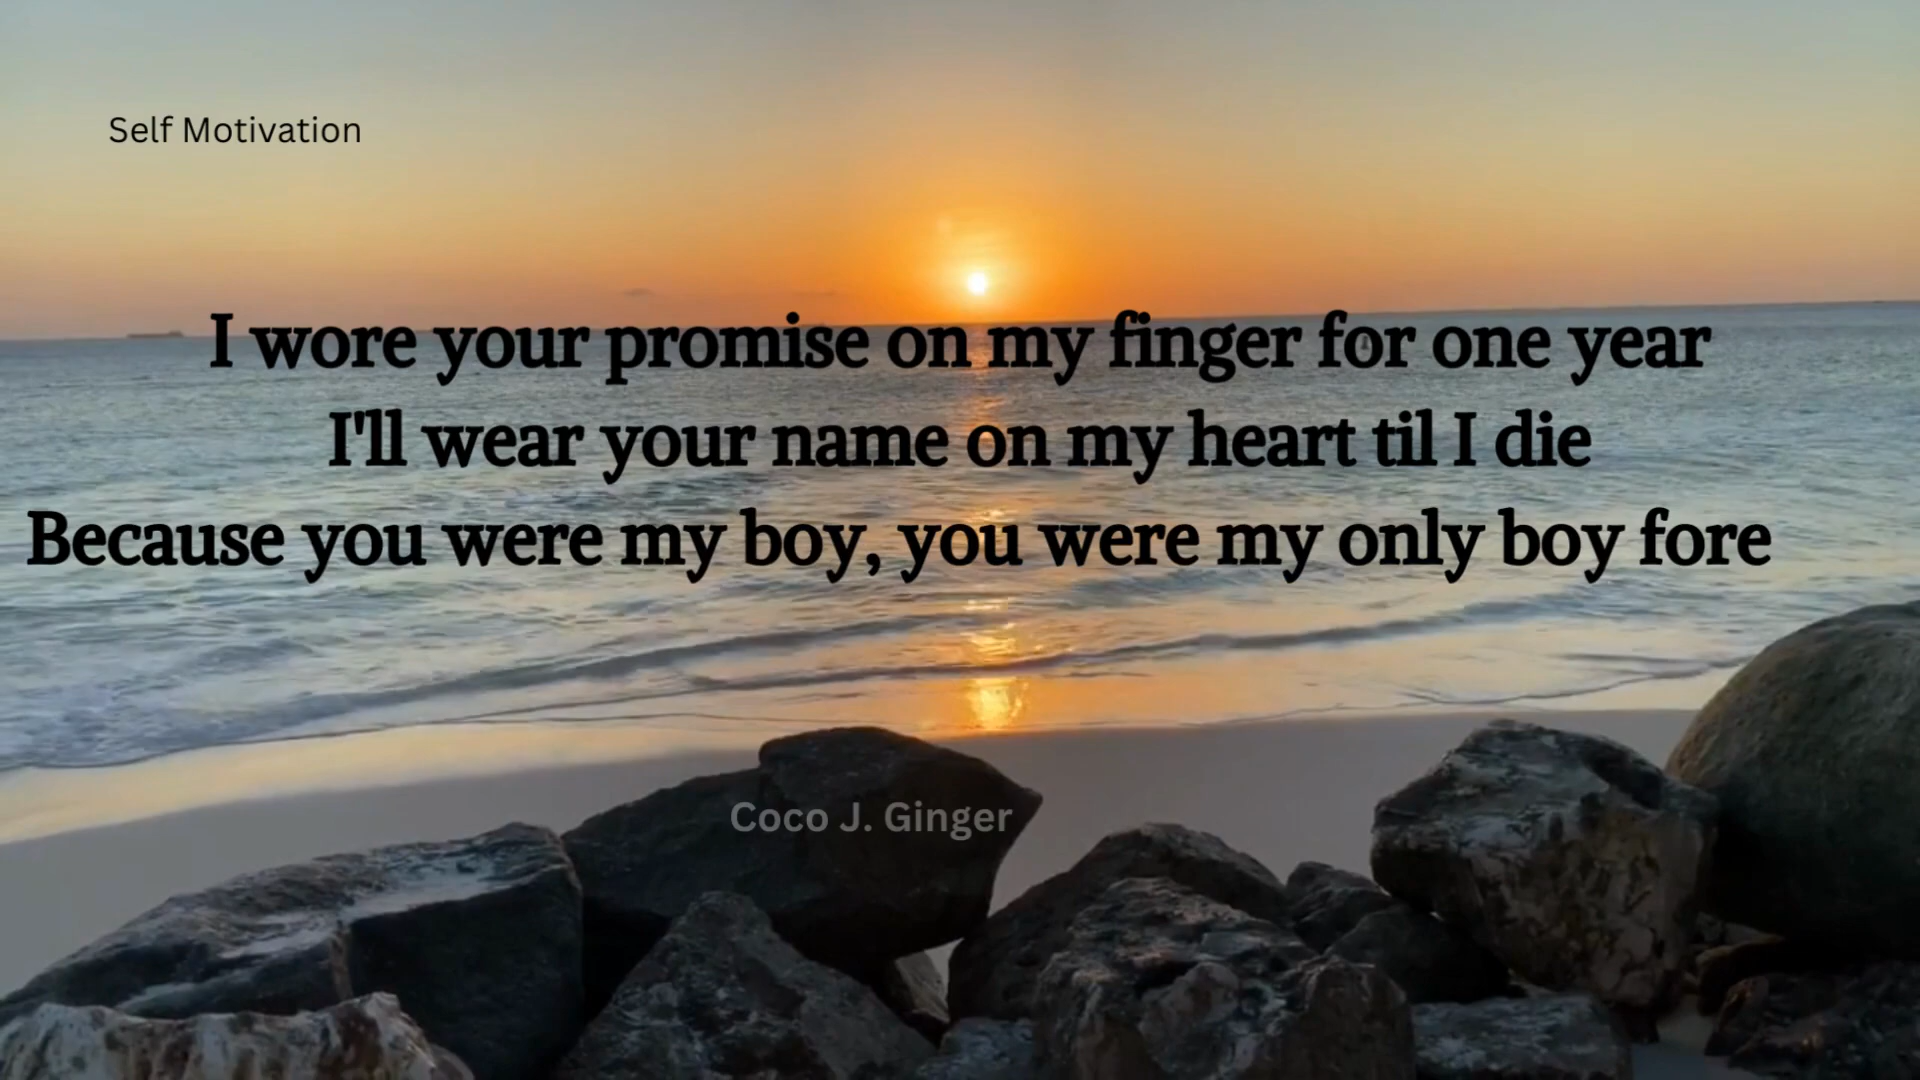 Self Motivation
I wore your promise on my finger for one year
I'll wear your name on my heart til I die
Because you were my boy, you were my only boy fore
Coco J. Ginger